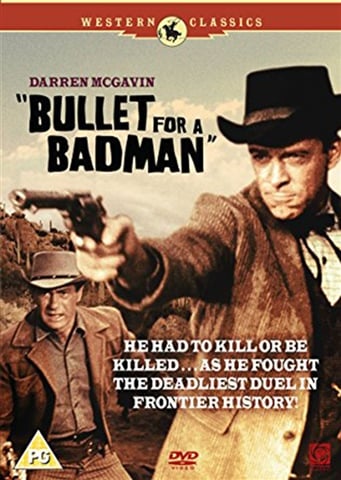 WESTERN CLASSICS
DARREN MCGAVIN
"BULLET FOR A
BADMAN"
HE HAD TO KILL OR BE
KILLED...AS HE FOUGHT
THE DEADLIEST DUEL IN
FRONTIER HISTORY!
PG
DVD
VIDEO